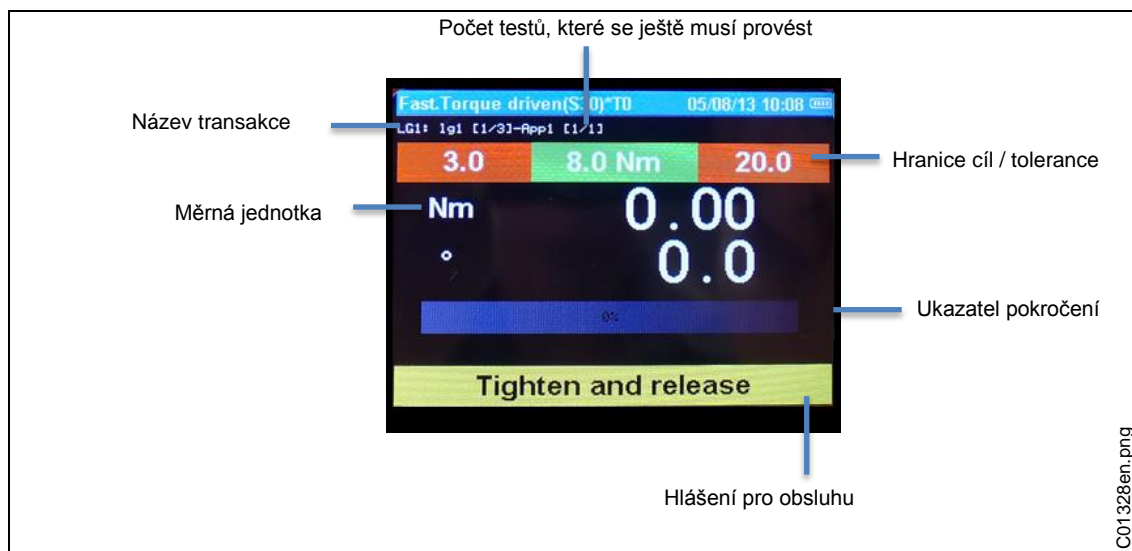 Počet testů, které se ještě musí provést
Název transakce
Fast.Torque driven(S30)*T0 05/08/13 10:08
LG1: lg1 [1/3]-App1 [1/1]
3.0 8.0 Nm 20.0
Hranice cíl / tolerance
Měrná jednotka
Nm 0.00
° 0.0
0%
Ukazatel pokročení
Tighten and release
Hlášení pro obsluhu
C01328en.png